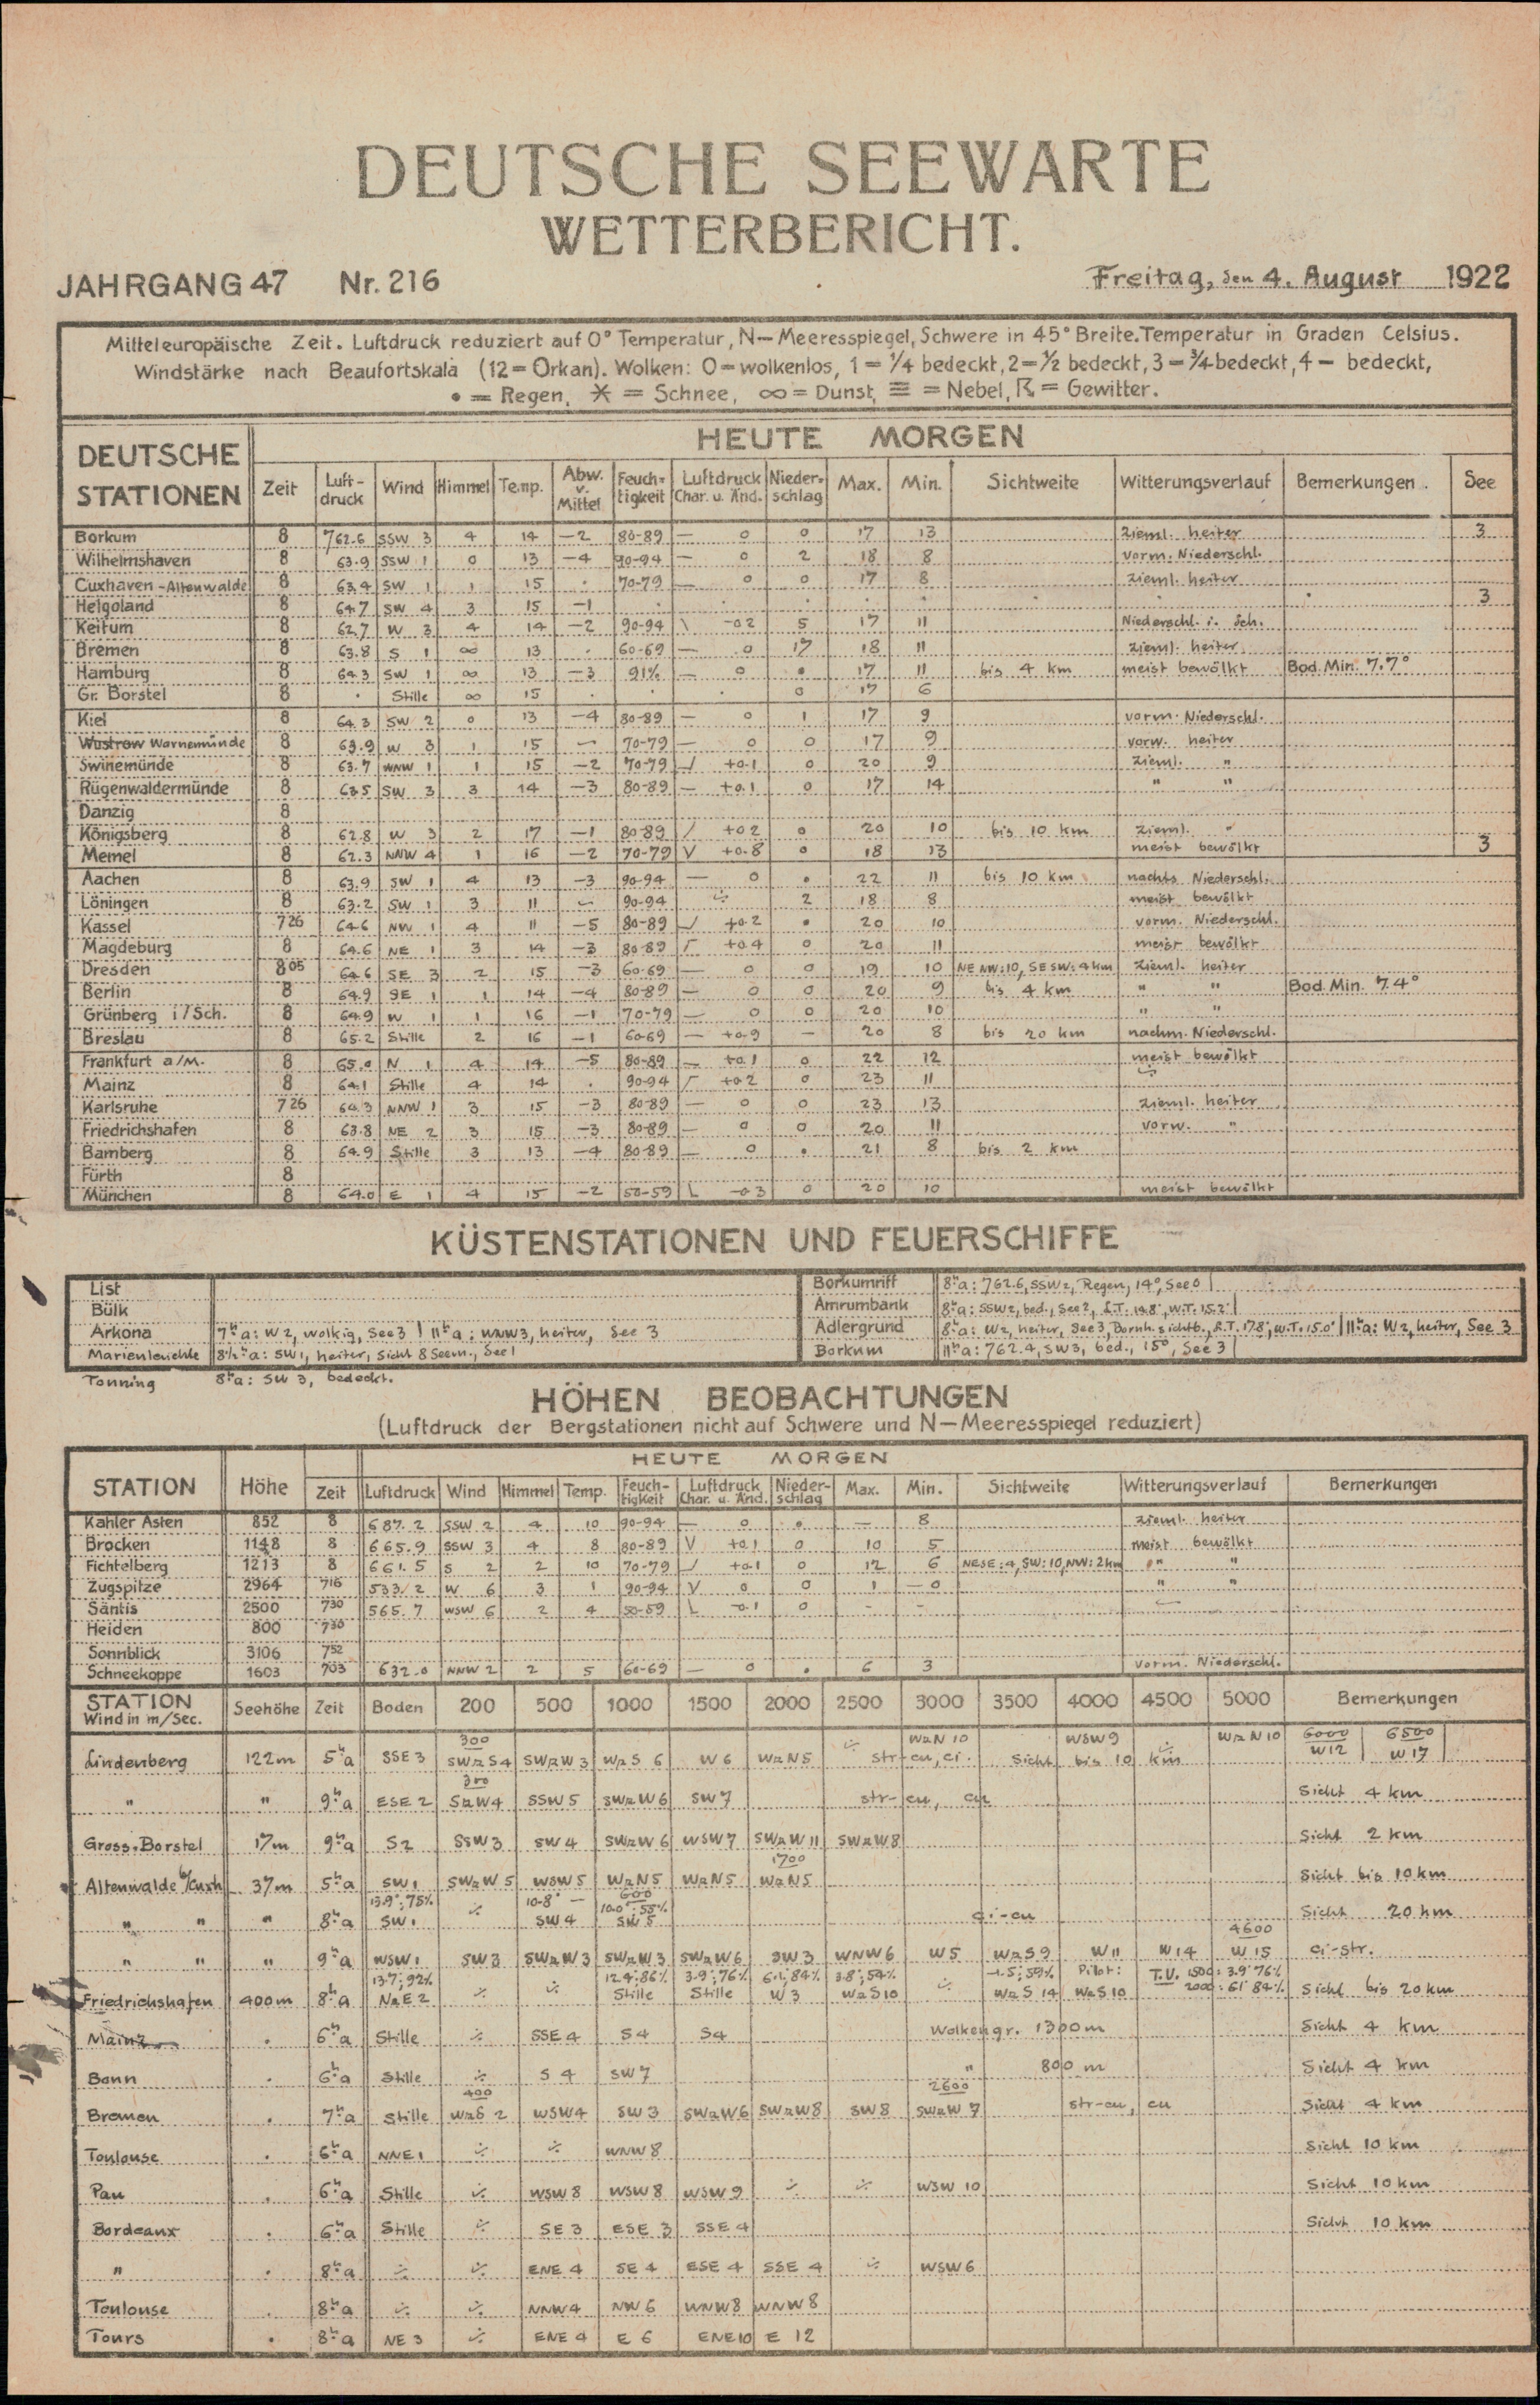 DEUTSCHE SEEWARTE
WETTERBERICHT.
JAHRGANG 47 Nr. 216 Freitag, den 4. August 1922
Mitteleuropäische Zeit. Luftdruck reduziert auf 0° Temperatur, N— Meeresspiegel, Schwere in 45° Breite. Temperatur in Graden Celsius.
Windstärke nach Beaufortskala (12 = Orkan). Wolken: 0 = wolkenlos, 1 = 1/4 bedeckt, 2 = 1/2 bedeckt, 3 = 3/4 bedeckt, 4 — bedeckt,
• = Regen, ✶ = Schnee, ∞ = Dunst, ≡ = Nebel, ☈ = Gewitter.
DEUTSCHE STATIONEN HEUTE MORGEN
Zeit Luft-druck Wind Himmel Temp. Abw. v. Mittel Feuch=tigkeit Luftdruck Char. u. Änd. Nieder=schlag Max. Min. Sichtweite Witterungsverlauf Bemerkungen. See
Borkum 8 762.6 SSW 3 4 14 —2 80-89 — 0 0 17 13 zieml. heiter 3
Wilhelmshaven 8 63.9 SSW 1 0 13 —4 90-94 — 0 2 18 8 vorm. Niederschl.
Cuxhaven - Altenwalde 8 63.4 SW 1 1 15 . 70-79 — 0 0 17 8 zieml. heiter
Helgoland 8 64.7 SW 4 3 15 —1 . . . . . . . . 3
Keitum 8 62.7 W 3 4 14 —2 90-94 \ -0.2 5 17 11 Niederschl. i. Sch.
Bremen 8 63.8 S 1 ∞ 13 . 60-69 — 0 17 18 11 zieml. heiter
Hamburg 8 64.3 SW 1 ∞ 13 —3 91% — 0 • 17 11 bis 4 km meist bewölkt Bod. Min. 7.7°
Gr. Borstel 8 . Stille ∞ 15 . . . 0 17 6
Kiel 8 64.3 SW 2 0 13 —4 80-89 — 0 1 17 9 vorm. Niederschl.
Wustrow Warnemünde 8 63.9 W 3 1 15 70-79 — 0 0 17 9 vorw. heiter
Swinemünde 8 63.7 WNW 1 1 15 —2 70-79 +0.1 0 20 9 zieml. "
Rügenwaldermünde 8 63.5 SW 3 3 14 —3 80-89 — +0.1 0 17 14 " "
Danzig 8
Königsberg 8 62.8 W 3 2 17 —1 80-89 / +0.2 0 20 10 bis 10 km zieml. "
Memel 8 62.3 NNW 4 1 16 —2 70-79 V +0.8 0 18 13 meist bewölkt 3
Aachen 8 63.9 SW 1 4 13 —3 90-94 — 0 • 22 11 bis 10 km nachts Niederschl.
Löningen 8 63.2 SW 1 3 11 90-94 ÷ 2 18 8 meist bewölkt
Kassel 7 26 64.6 NW 1 4 11 —5 80-89 +0.2 • 20 10 vorm. Niederschl.
Magdeburg 8 64.6 NE 1 3 14 —3 80-89 +0.4 0 20 11 meist bewölkt
Dresden 8 05 64.6 SE 3 2 15 —3 60-69 — 0 0 19 10 NE NW: 10, SE SW: 4 km zieml. heiter
Berlin 8 64.9 SE 1 1 14 —4 80-89 — 0 0 20 9 bis 4 km " " Bod. Min. 7.4°
Grünberg i/Sch. 8 64.9 W 1 1 16 —1 70-79 — 0 0 20 10 " "
Breslau 8 65.2 Stille 2 16 —1 60-69 — +0.9 — 20 8 bis 20 km nachm. Niederschl.
Frankfurt a/M. 8 65.0 N 1 4 14 —5 80-89 — +0.1 0 22 12 meist bewölkt
Mainz 8 64.1 Stille 4 14 . 90-94 +0.2 0 23 11
Karlsruhe 7 26 64.3 NNW 1 3 15 —3 80-89 — 0 0 23 13 zieml. heiter
Friedrichshafen 8 63.8 NE 2 3 15 —3 80-89 — 0 0 20 11 vorw. "
Bamberg 8 64.9 Stille 3 13 —4 80-89 — 0 • 21 8 bis 2 km
Fürth 8
München 8 64.0 E 1 4 15 —2 50-59 L -0.3 0 20 10 meist bewölkt
KÜSTENSTATIONEN UND FEUERSCHIFFE
List
Bülk
Arkona 7 h a: W 2, wolkig, See 3 | 11 h a: WNW 3, heiter, See 3
Marienleuchte 8 1/2 h a: SW 1, heiter, Sicht 8 Seem., See 1
Tönning 8 h a: SW 3, bedeckt.
Borkumriff 8 h a: 762.6, SSW 2, Regen, 14°, See 0
Amrumbank 8 h a: SSW 2, bed., See 2, L.T. 14.8°, W.T. 15.2°
Adlergrund 8 h a: W 2, heiter, See 3, Bornh. sichtb., L.T. 17.8°, W.T. 15.0° | 11 h a: W 2, heiter, See 3
Borkum 11 h a: 762.4, SW 3, bed., 15°, See 3
HÖHEN BEOBACHTUNGEN
(Luftdruck der Bergstationen nicht auf Schwere und N— Meeresspiegel reduziert)
HEUTE MORGEN
STATION Höhe Zeit Luftdruck Wind Himmel Temp. Feuch-tigkeit Luftdruck Char. u. Änd. Nieder-schlag Max. Min. Sichtweite Witterungsverlauf Bemerkungen
Kahler Asten 852 8 687.2 SSW 2 4 10 90-94 — 0 • — 8 zieml. heiter
Brocken 1148 8 665.9 SSW 3 4 8 80-89 V +0.1 0 10 5 meist bewölkt
Fichtelberg 1213 8 661.5 S 2 2 10 70-79 +0.1 0 12 6 NE SE: 4, SW: 10, NW: 2 km " "
Zugspitze 2964 7 16 533.2 W 6 3 1 90-94 V 0 0 1 —0 " "
Säntis 2500 7 30 565.7 WSW 6 2 4 50-59 L -0.1 0 - -
Heiden 800 7 30
Sonnblick 3106 7 52
Schneekoppe 1603 7 03 632.0 NNW 2 2 5 60-69 — 0 • 6 3 vorm. Niederschl.
STATION Wind in m/Sec. Seehöhe Zeit Boden 200 500 1000 1500 2000 2500 3000 3500 4000 4500 5000 Bemerkungen
300 WzN 10 WSW 9 WzN 10 6000 6500
Lindenberg 122 m 5 h a SSE 3 SWzS 4 SWzW 3 WzS 6 W 6 WzN 5 ÷ str-cu, ci. Sicht bis 10 km W 12 W 17
300
" " 9 h a ESE 2 SzW 4 SSW 5 SWzW 6 SW 7 str-cu, cu Sicht 4 km
Gross-Borstel 17 m 9 h a S 2 SSW 3 SW 4 SWzW 6 WSW 7 SWzW 11 SWzW 8 Sicht 2 km
1700
Altenwalde b/Cuxh 37 m 5 h a SW 1 SWzW 5 WSW 5 WzN 5 WzN 5 WzN 5 Sicht bis 10 km
13.9°; 75% 10.8° — 600 10.0°; 55%
" " " 8 h a SW 1 ÷ SW 4 SW 5 ci-cu Sicht 20 km
4600
" " " 9 h a WSW 1 SW 3 SWzW 3 SWzW 3 SWzW 6 SW 3 WNW 6 W 5 WzS 9 W 11 W 14 W 15 ci-str.
13.7; 92% 12.4°; 86% 3.9°; 76% 6.1; 84% 3.8°; 54% -1.5; 59% Pilot: T.U. 1500: 3.9° 76%
Friedrichshafen 400 m 8 h a NzE 2 ÷ ÷ Stille Stille W 3 WzS 10 ÷ WzS 14 WzS 10 2000: 6.1° 84% Sicht bis 20 km
Mainz . 6 h a Stille ÷ SSE 4 S 4 S 4 Wolkengr. 1300 m Sicht 4 km
Bonn . 6 h a Stille ÷ S 4 SW 7 " 800 m Sicht 4 km
400 2600
Bremen . 7 h a Stille WzS 2 WSW 4 SW 3 SWzW 6 SWzW 8 SW 8 SWzW 7 str-cu, cu Sicht 4 km
Toulouse . 6 h a NNE 1 ÷ ÷ WNW 8 Sicht 10 km
Pau . 6 h a Stille ÷ WSW 8 WSW 8 WSW 9 ÷ ÷ WSW 10 Sicht 10 km
Bordeaux . 6 h a Stille ÷ SE 3 ESE 3 SSE 4 Sicht 10 km
" . 8 h a ÷ ÷ ENE 4 SE 4 ESE 4 SSE 4 ÷ WSW 6
Toulouse . 8 h a ÷ ÷ NNW 4 NW 6 WNW 8 WNW 8
Tours . 8 h a NE 3 ÷ ENE 4 E 6 ENE 10 E 12